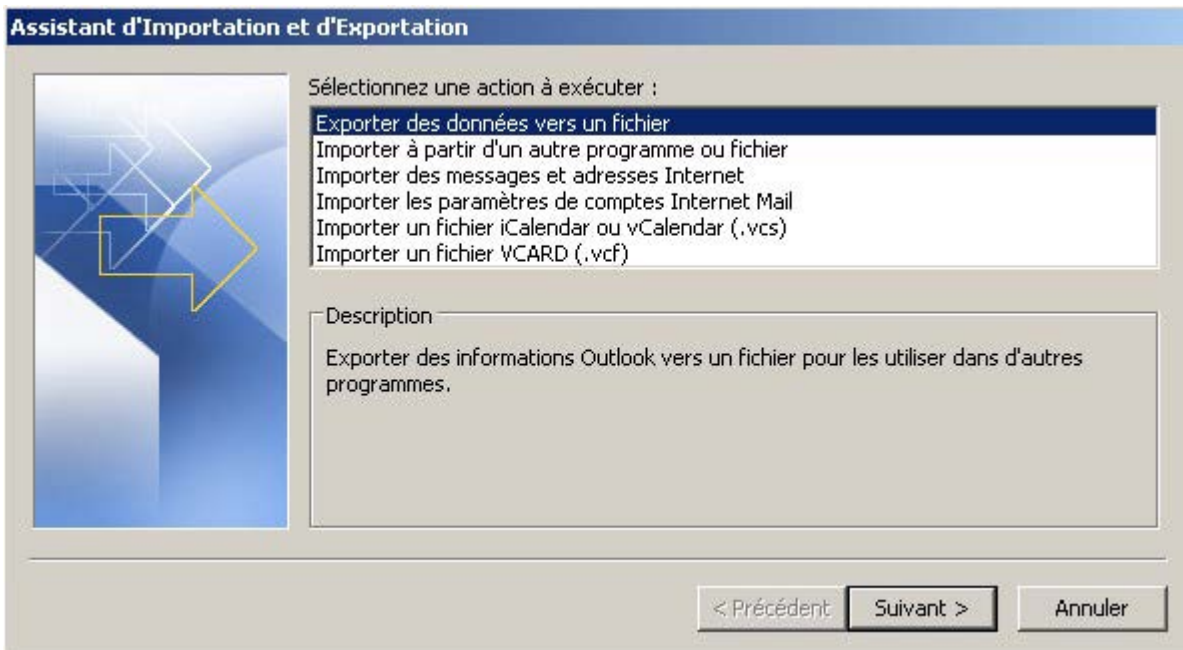 Assistant d'Importation et d'Exportation
Sélectionnez une action à exécuter :
Exporter des données vers un fichier
Importer à partir d'un autre programme ou fichier
Importer des messages et adresses Internet
Importer les paramètres de comptes Internet Mail
Importer un fichier iCalendar ou vCalendar (.vcs)
Importer un fichier VCARD (.vcf)
Description
Exporter des informations Outlook vers un fichier pour les utiliser dans d'autres
programmes.
< Précédent Suivant > Annuler